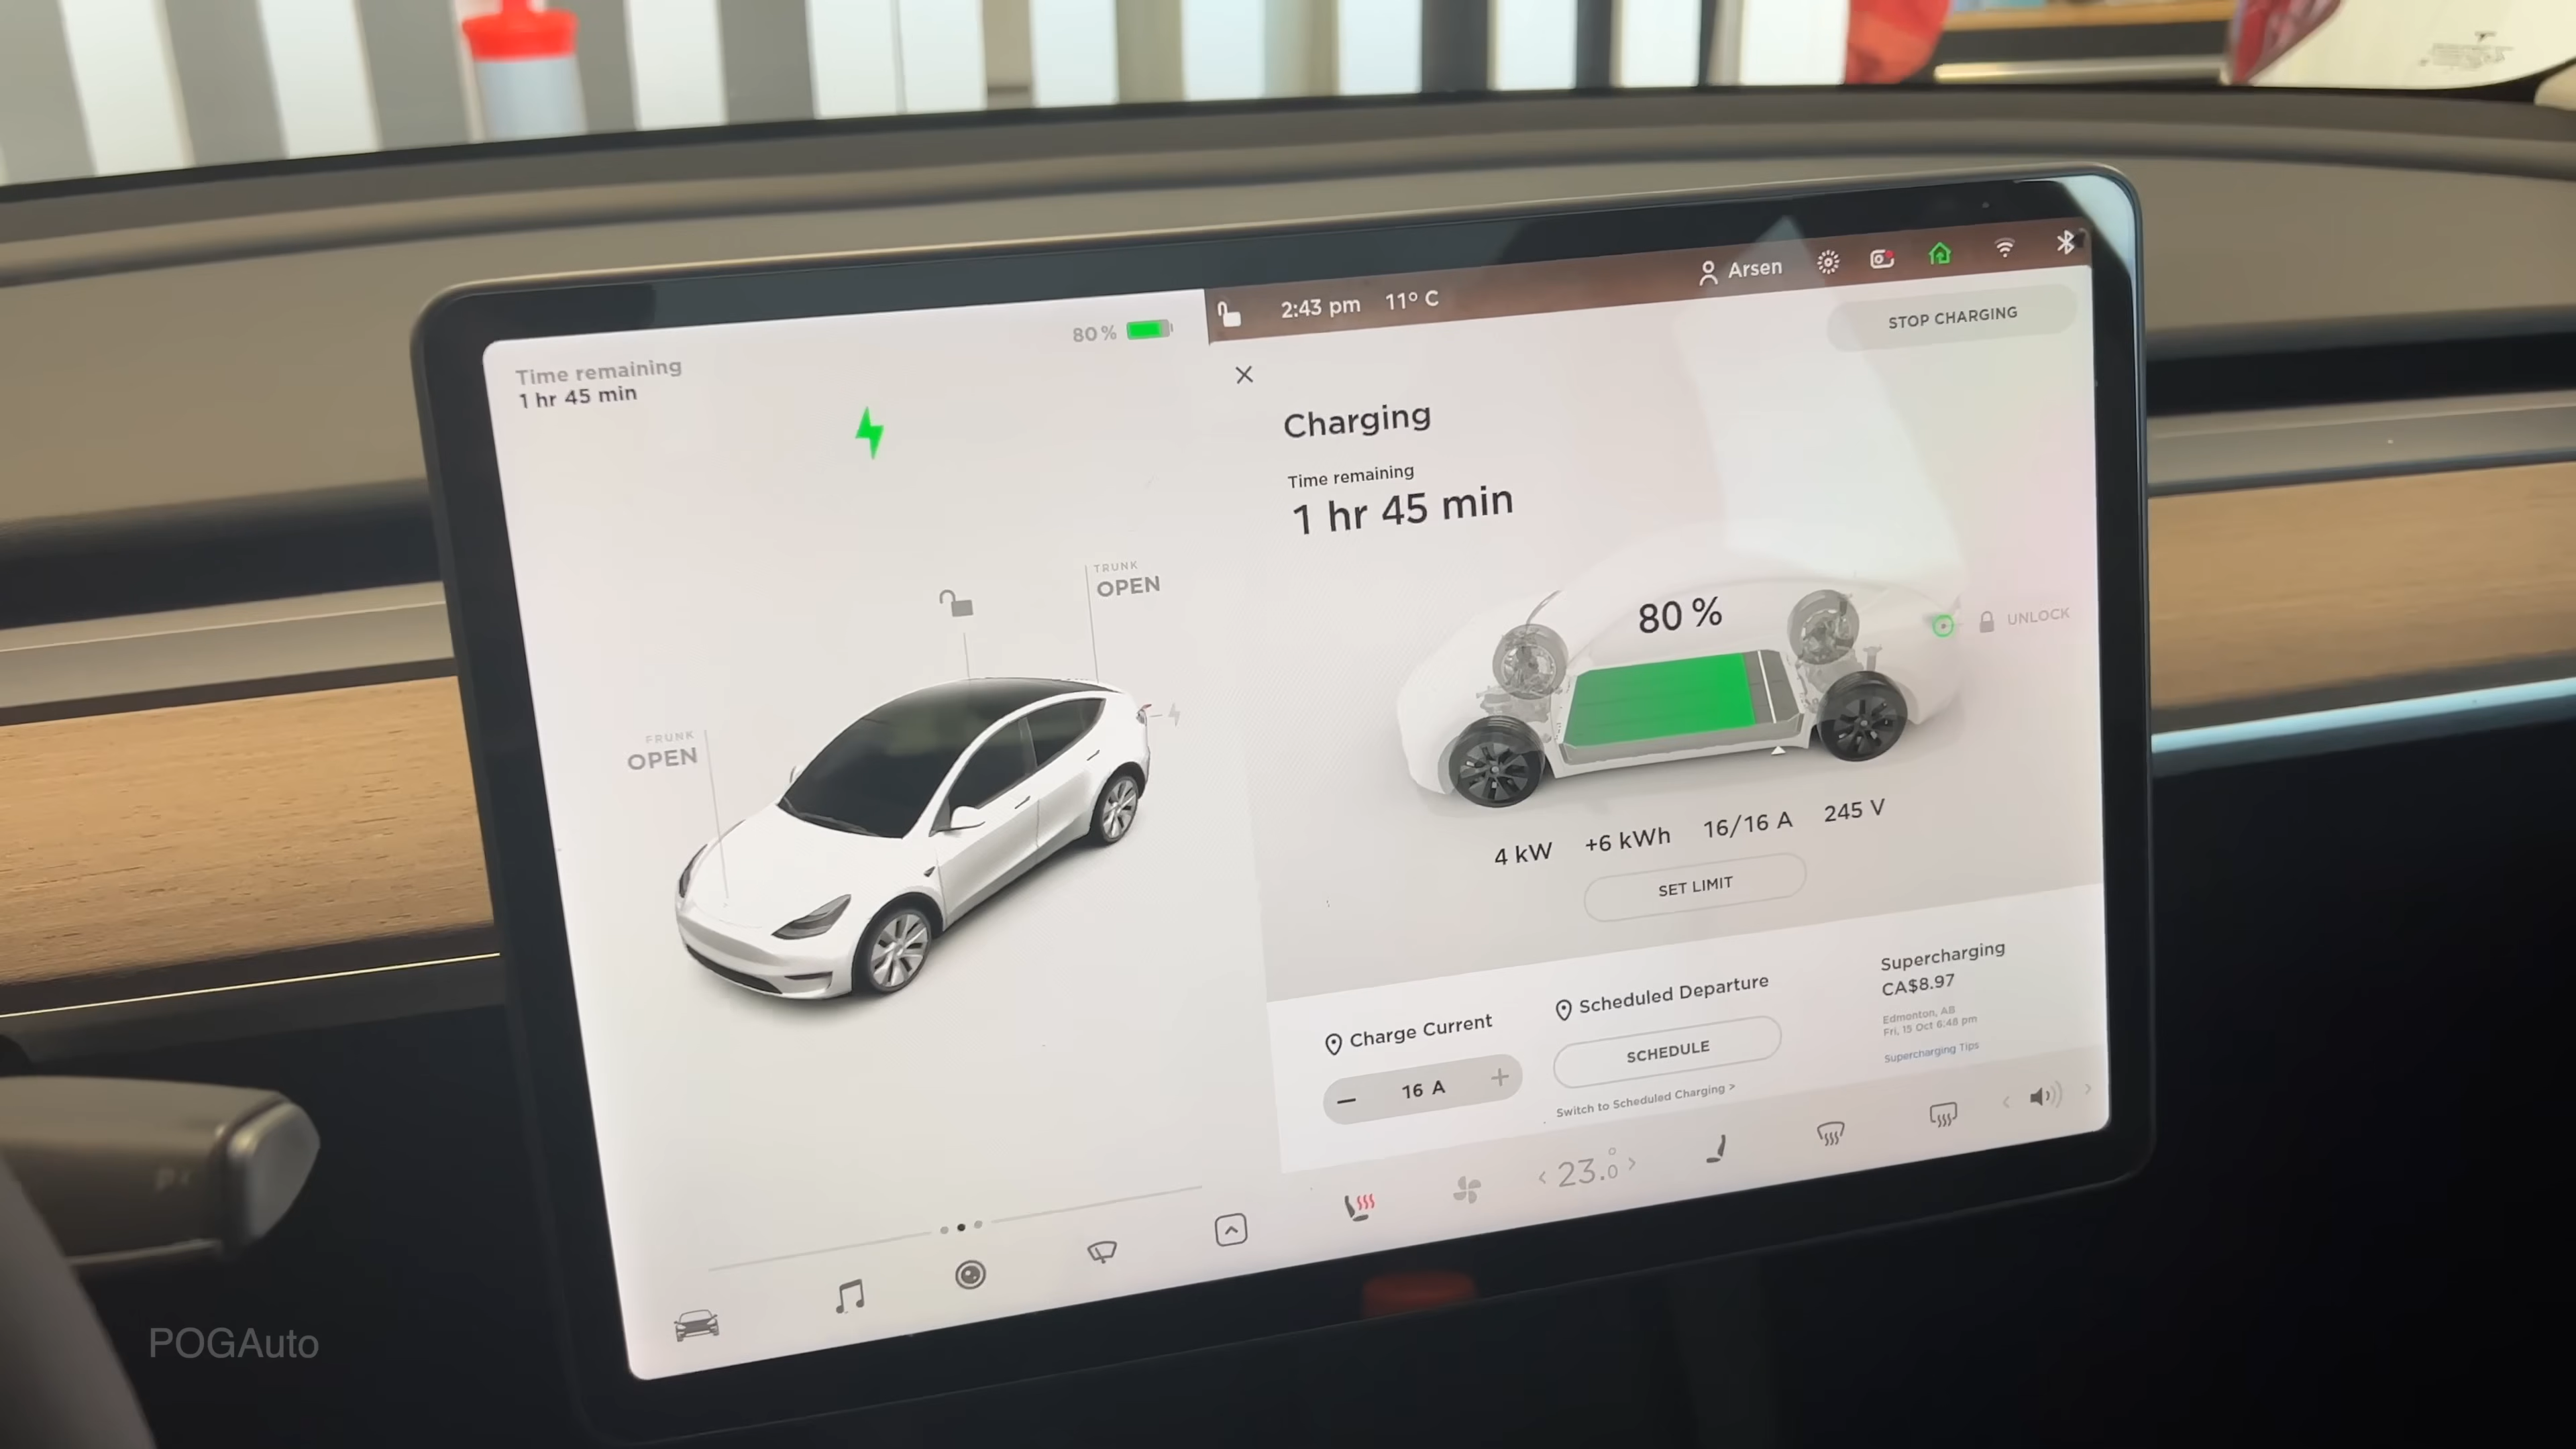 80 %
Time remaining
1 hr 45 min
TRUNK
OPEN
FRUNK
OPEN
2:43 pm 11° C
Arsen
STOP CHARGING
Charging
Time remaining
1 hr 45 min
80 %
UNLOCK
4 kW +6 kWh 16/16 A 245 V
SET LIMIT
Charge Current
16 A
Scheduled Departure
SCHEDULE
Switch to Scheduled Charging >
Supercharging
CA$8.97
Edmonton, AB
Fri, 15 Oct 6:48 pm
Supercharging Tips
23.0°
POGAuto